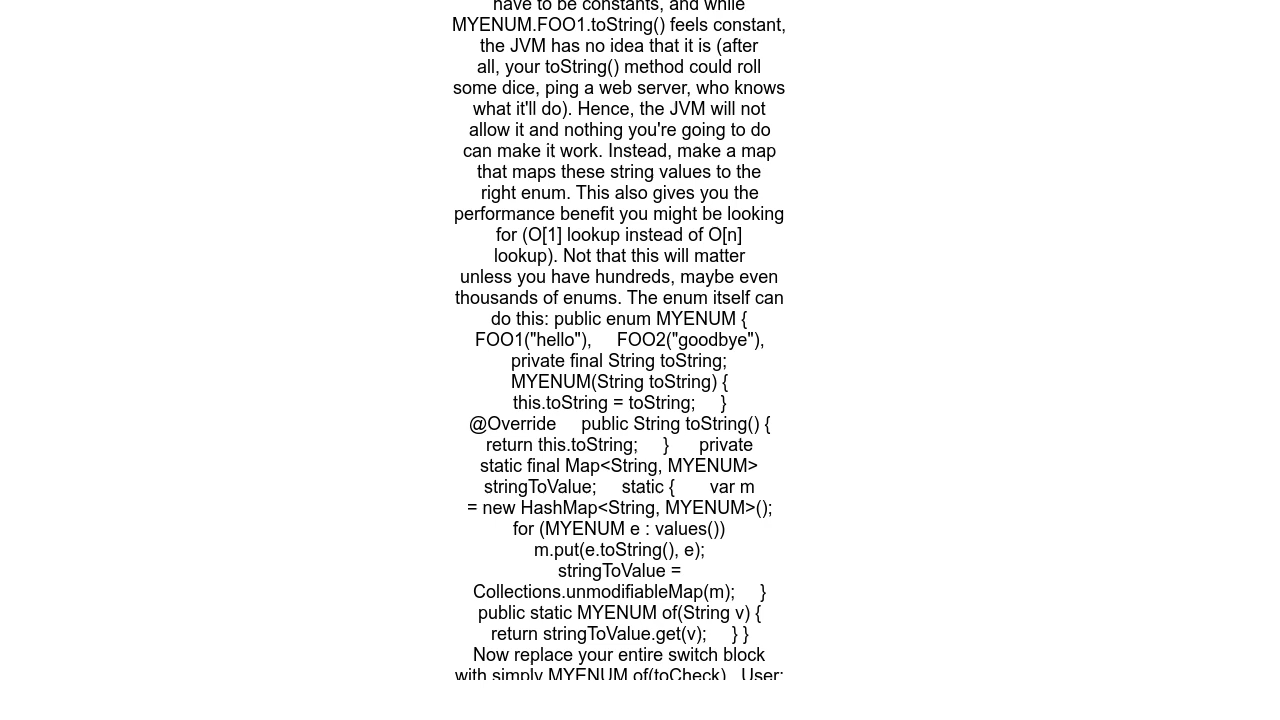 have to be constants, and while
MYENUM.FOO1.toString() feels constant,
the JVM has no idea that it is (after
all, your toString() method could roll
some dice, ping a web server, who knows
what it'll do). Hence, the JVM will not
allow it and nothing you're going to do
can make it work. Instead, make a map
that maps these string values to the
right enum. This also gives you the
performance benefit you might be looking
for (O[1] lookup instead of O[n]
lookup). Not that this will matter
unless you have hundreds, maybe even
thousands of enums. The enum itself can
do this: public enum MYENUM {
FOO1("hello"),     FOO2("goodbye"),
private final String toString;
MYENUM(String toString) {
this.toString = toString;     }
@Override     public String toString() {
return this.toString;     }      private
static final Map<String, MYENUM>
stringToValue;     static {       var m
= new HashMap<String, MYENUM>();
for (MYENUM e : values())
m.put(e.toString(), e);
stringToValue =
Collections.unmodifiableMap(m);     }
public static MYENUM of(String v) {
return stringToValue.get(v);     } }
Now replace your entire switch block
with simply MYENUM.of(toCheck).  User: